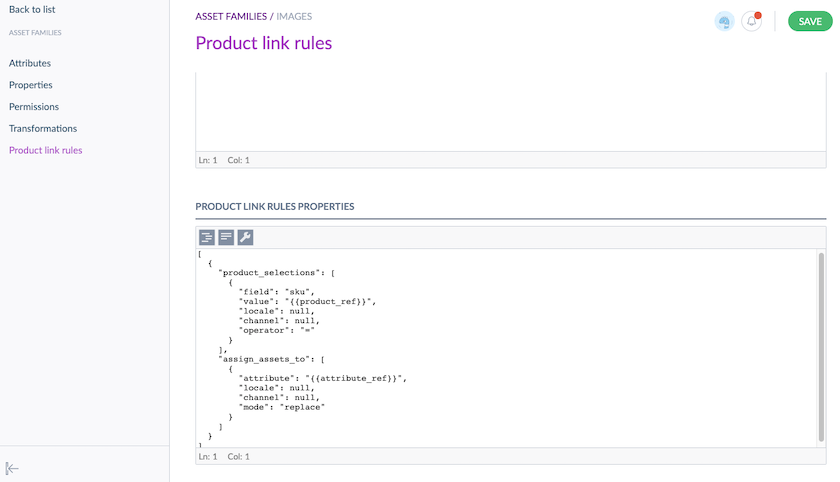 Back to list
ASSET FAMILIES
Attributes
Properties
Permissions
Transformations
Product link rules
ASSET FAMILIES / IMAGES
SAVE
Product link rules
Ln: 1 Col: 1
PRODUCT LINK RULES PROPERTIES
[
{
"product_selections": [
{
"field": "sku",
"value": "{{product_ref}}",
"locale": null,
"channel": null,
"operator": "="
}
],
"assign_assets_to": [
{
"attribute": "{{attribute_ref}}",
"locale": null,
"channel": null,
"mode": "replace"
}
]
}
]
Ln: 1 Col: 1